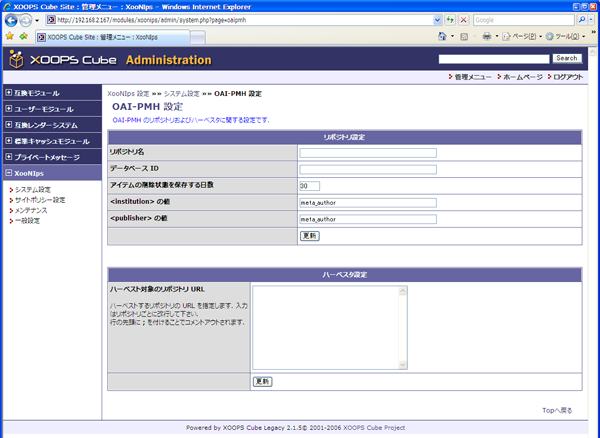 XOOPS Cube Site : 管理メニュー : XooNIps - Windows Internet Explorer
http://192.168.2.167/modules/xoonips/admin/system.php?page=oaipmh
Google
XOOPS Cube Site : 管理メニュー : XooNIps
ページ(P)
ツール(O)
XOOPS Cube Administration
Search
管理メニュー
ホームページ
ログアウト
互換モジュール
ユーザーモジュール
互換レンダーシステム
標準キャッシュモジュール
プライベートメッセージ
XooNIps
システム設定
サイトポリシー設定
メンテナンス
一般設定
XooNIps 設定 »» システム設定 »» OAI-PMH 設定
OAI-PMH 設定
OAI-PMH のリポジトリおよびハーベスタに関する設定です.
リポジトリ設定
リポジトリ名
データベース ID
アイテムの削除状態を保存する日数
30
<institution> の値
meta_author
<publisher> の値
meta_author
更新
ハーベスタ設定
ハーベスト対象のリポジトリ URL
ハーベストするリポジトリの URL を指定します. 入力
はリポジトリごとに改行して下さい.
行の先頭に ; を付けることでコメントアウトされます.
更新
Topへ戻る
Powered by XOOPS Cube Legacy 2.1.5© 2001-2006 XOOPS Cube Project